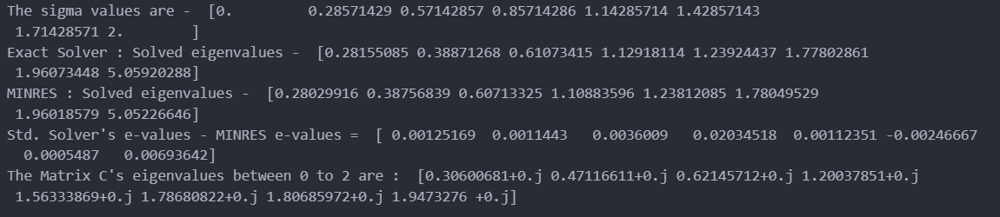 The sigma values are -  [0.         0.28571429 0.57142857 0.85714286 1.14285714 1.42857143
 1.71428571 2.        ]
Exact Solver : Solved eigenvalues -  [0.28155085 0.38871268 0.61073415 1.12918114 1.23924437 1.77802861
 1.96073448 5.05920288]
MINRES : Solved eigenvalues -  [0.28029916 0.38756839 0.60713325 1.10883596 1.23812085 1.78049529
 1.96018579 5.05226646]
Std. Solver's e-values - MINRES e-values =  [ 0.00125169  0.0011443   0.0036009   0.02034518  0.00112351 -0.00246667
  0.0005487   0.00693642]
The Matrix C's eigenvalues between 0 to 2 are :  [0.30600681+0.j 0.47116611+0.j 0.62145712+0.j 1.20037851+0.j
 1.56333869+0.j 1.78680822+0.j 1.80685972+0.j 1.9473276 +0.j]